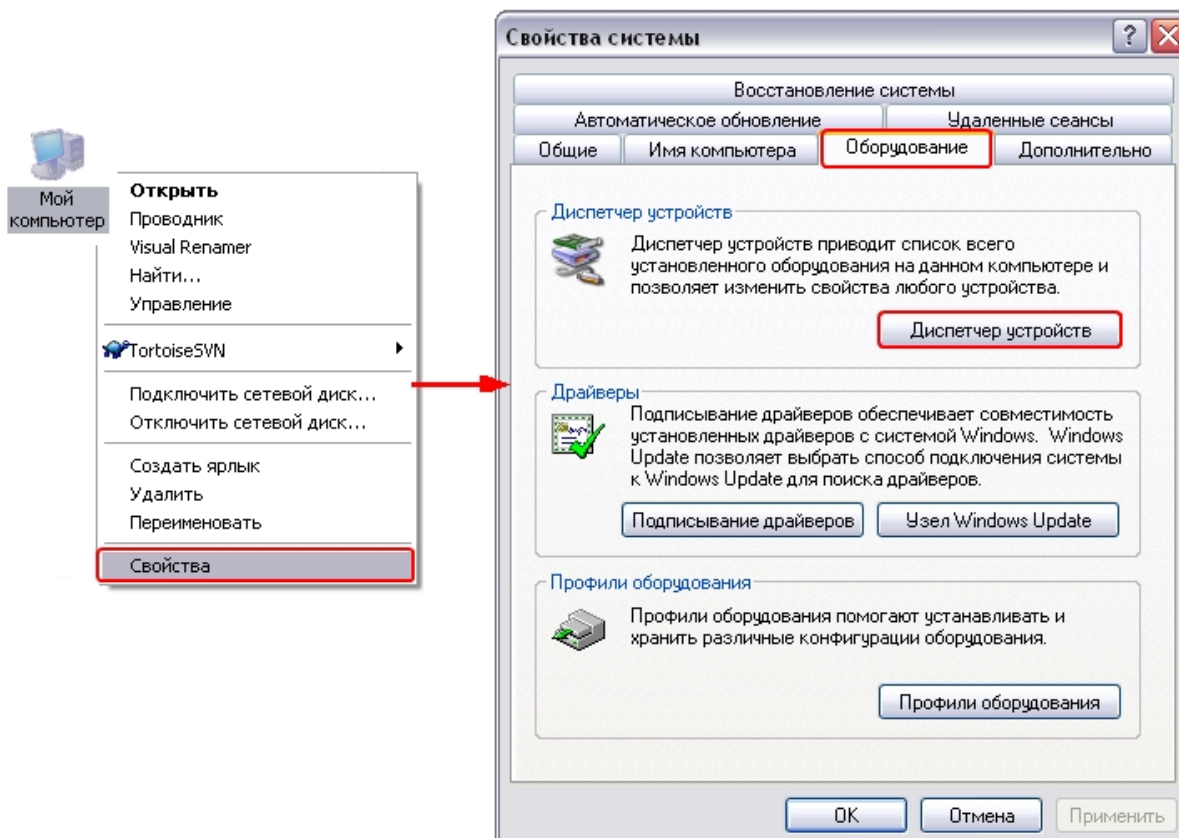 Мой
компьютер
Открыть
Проводник
Visual Renamer
Найти...
Управление
TortoiseSVN
Подключить сетевой диск...
Отключить сетевой диск...
Создать ярлык
Удалить
Переименовать
Свойства
Свойства системы
Восстановление системы
Автоматическое обновление
Удаленные сеансы
Общие
Имя компьютера
Оборудование
Дополнительно
Диспетчер устройств
Диспетчер устройств приводит список всего
установленного оборудования на данном компьютере и
позволяет изменить свойства любого устройства.
Диспетчер устройств
Драйверы
Подписывание драйверов обеспечивает совместимость
установленных драйверов с системой Windows. Windows
Update позволяет выбрать способ подключения системы
к Windows Update для поиска драйверов.
Подписывание драйверов
Узел Windows Update
Профили оборудования
Профили оборудования помогают устанавливать и
хранить различные конфигурации оборудования.
Профили оборудования
ОК
Отмена
Применить